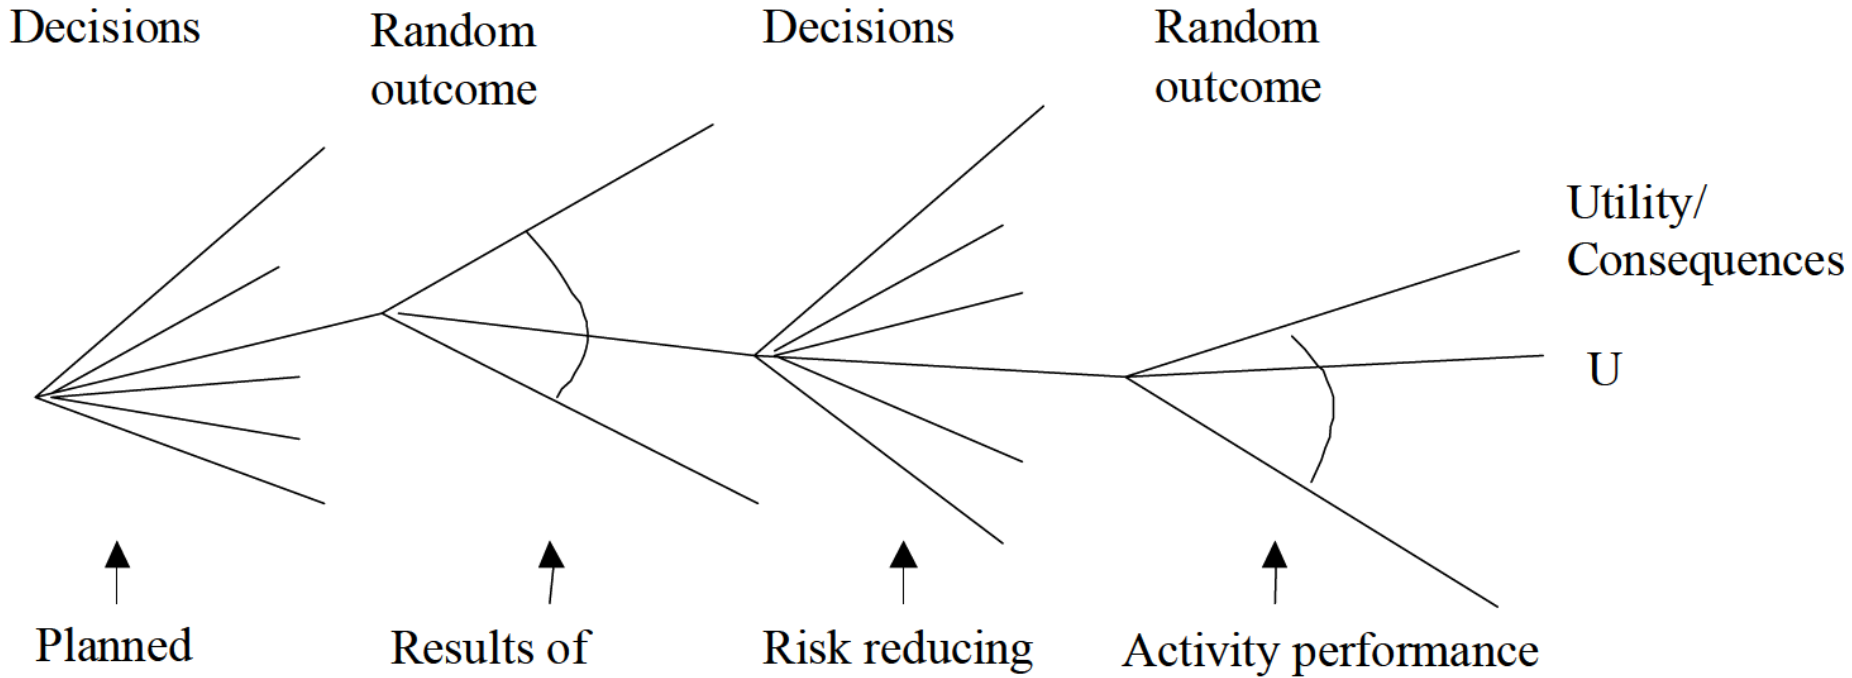 Decisions
Random
outcome
Decisions
Random
outcome
Utility/
Consequences
U
Planned
Results of
Risk reducing
Activity performance